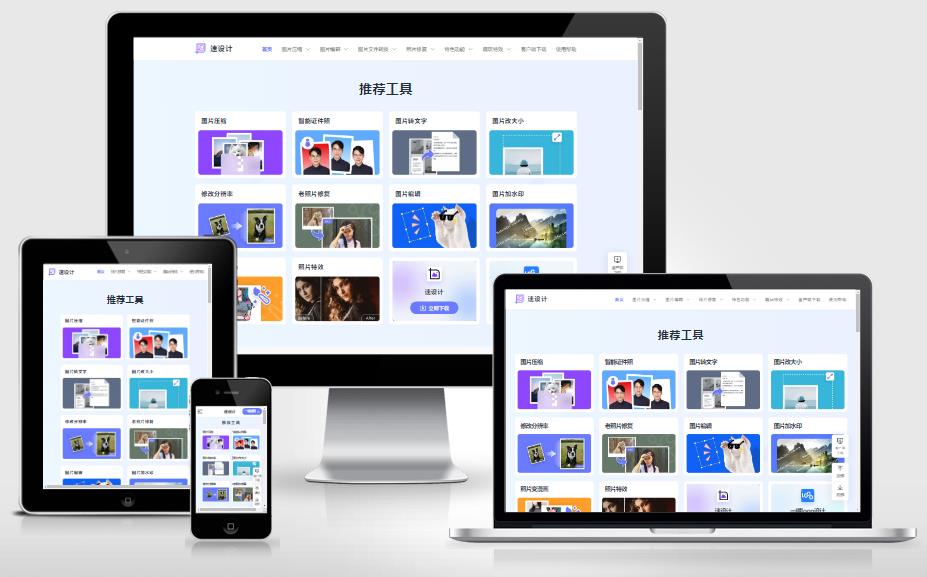 速设计 首页 图片压缩 图片编辑 图片文件转换 照片修复 特色功能 趣味特效 客户端下载 使用帮助
推荐工具
图片压缩 智能证件照 图片转文字 图片改大小
修改分辨率 老照片修复 图片编辑 图片加水印
照片特效
速设计
立即下载
Before After
速设计 首页
推荐工具
图片压缩 智能证件照
图片转文字 图片改大小
修改分辨率 老照片修复
图片编辑 图片加水印
速设计
推荐工具
速设计 首页 图片压缩 图片编辑 照片修复 特色功能 趣味特效 客户端下载 使用帮助
推荐工具
图片压缩 智能证件照 图片转文字 图片改大小
修改分辨率 老照片修复 图片编辑 图片加水印
照片变漫画 照片特效
速设计